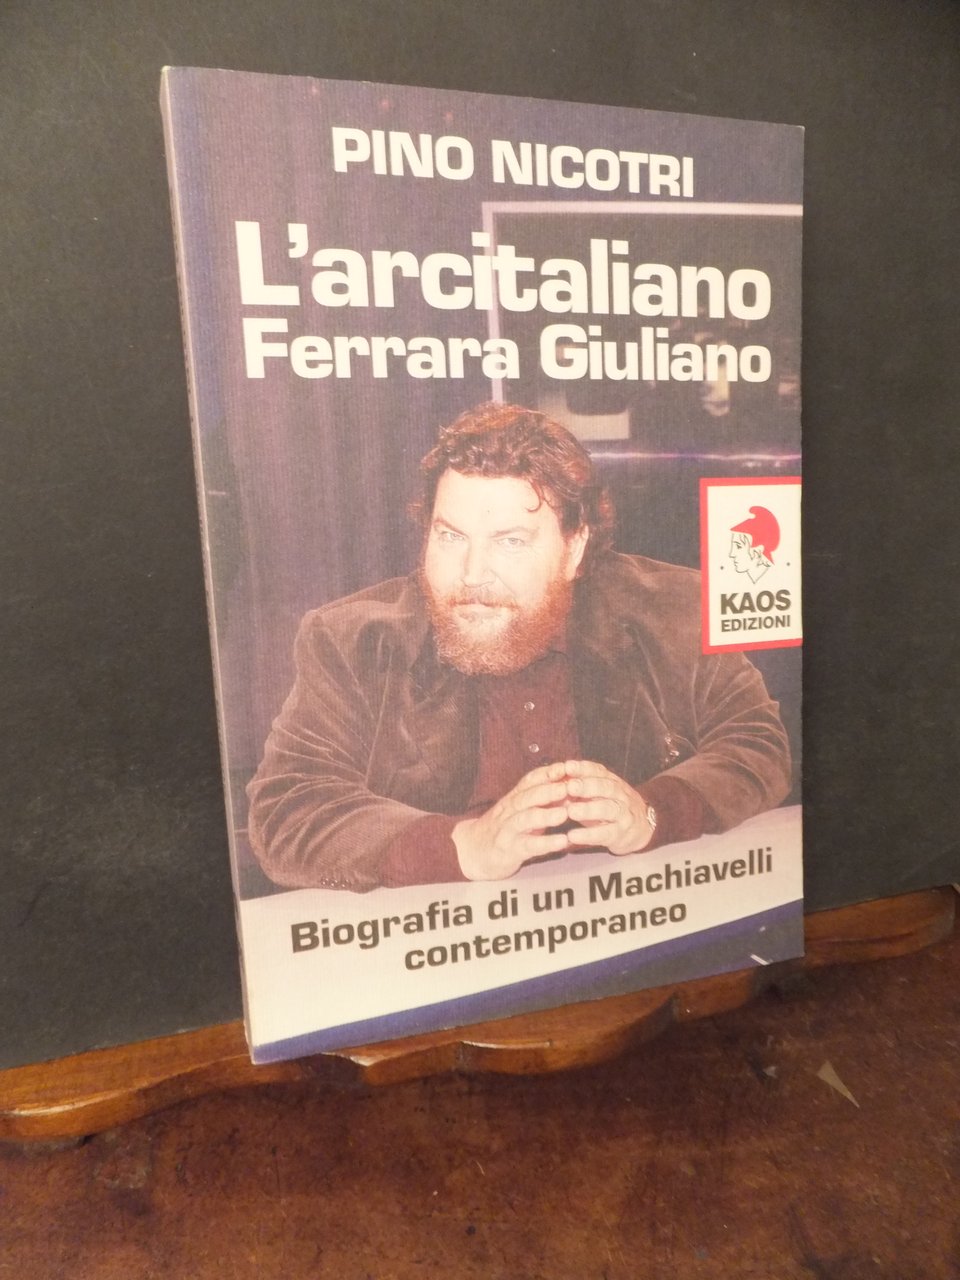 PINO NICOTRI
L'arcitaliano
Ferrara Giuliano
KAOS
EDIZIONI
Biografia di un Machiavelli
contemporaneo